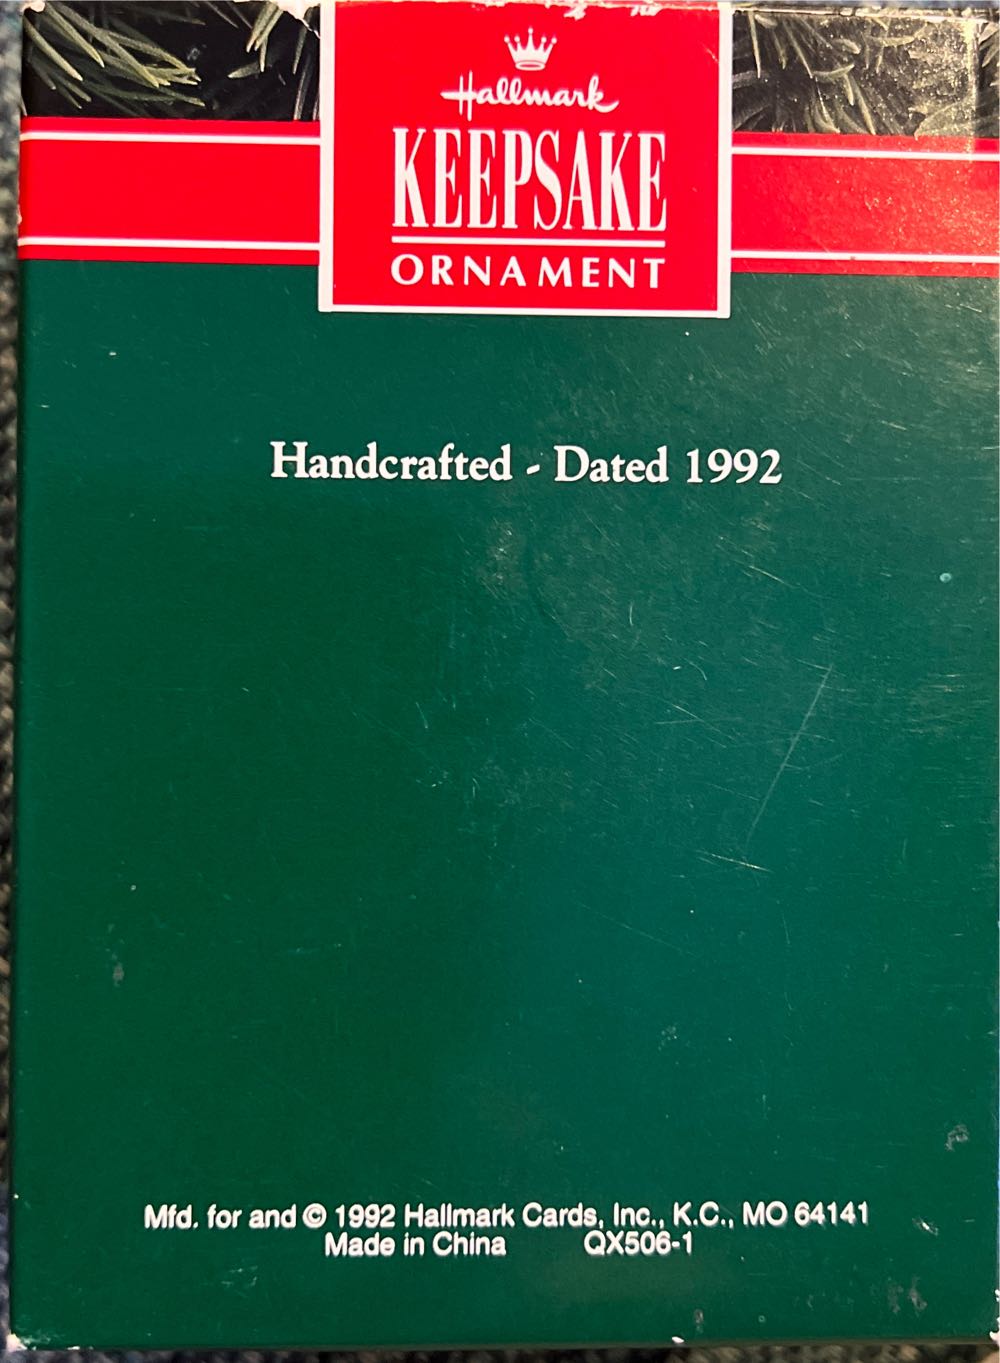 Hallmark
KEEPSAKE
ORNAMENT
Handcrafted - Dated 1992
Mfd. for and © 1992 Hallmark Cards, Inc., K.C., MO 64141
Made in China QX506-1